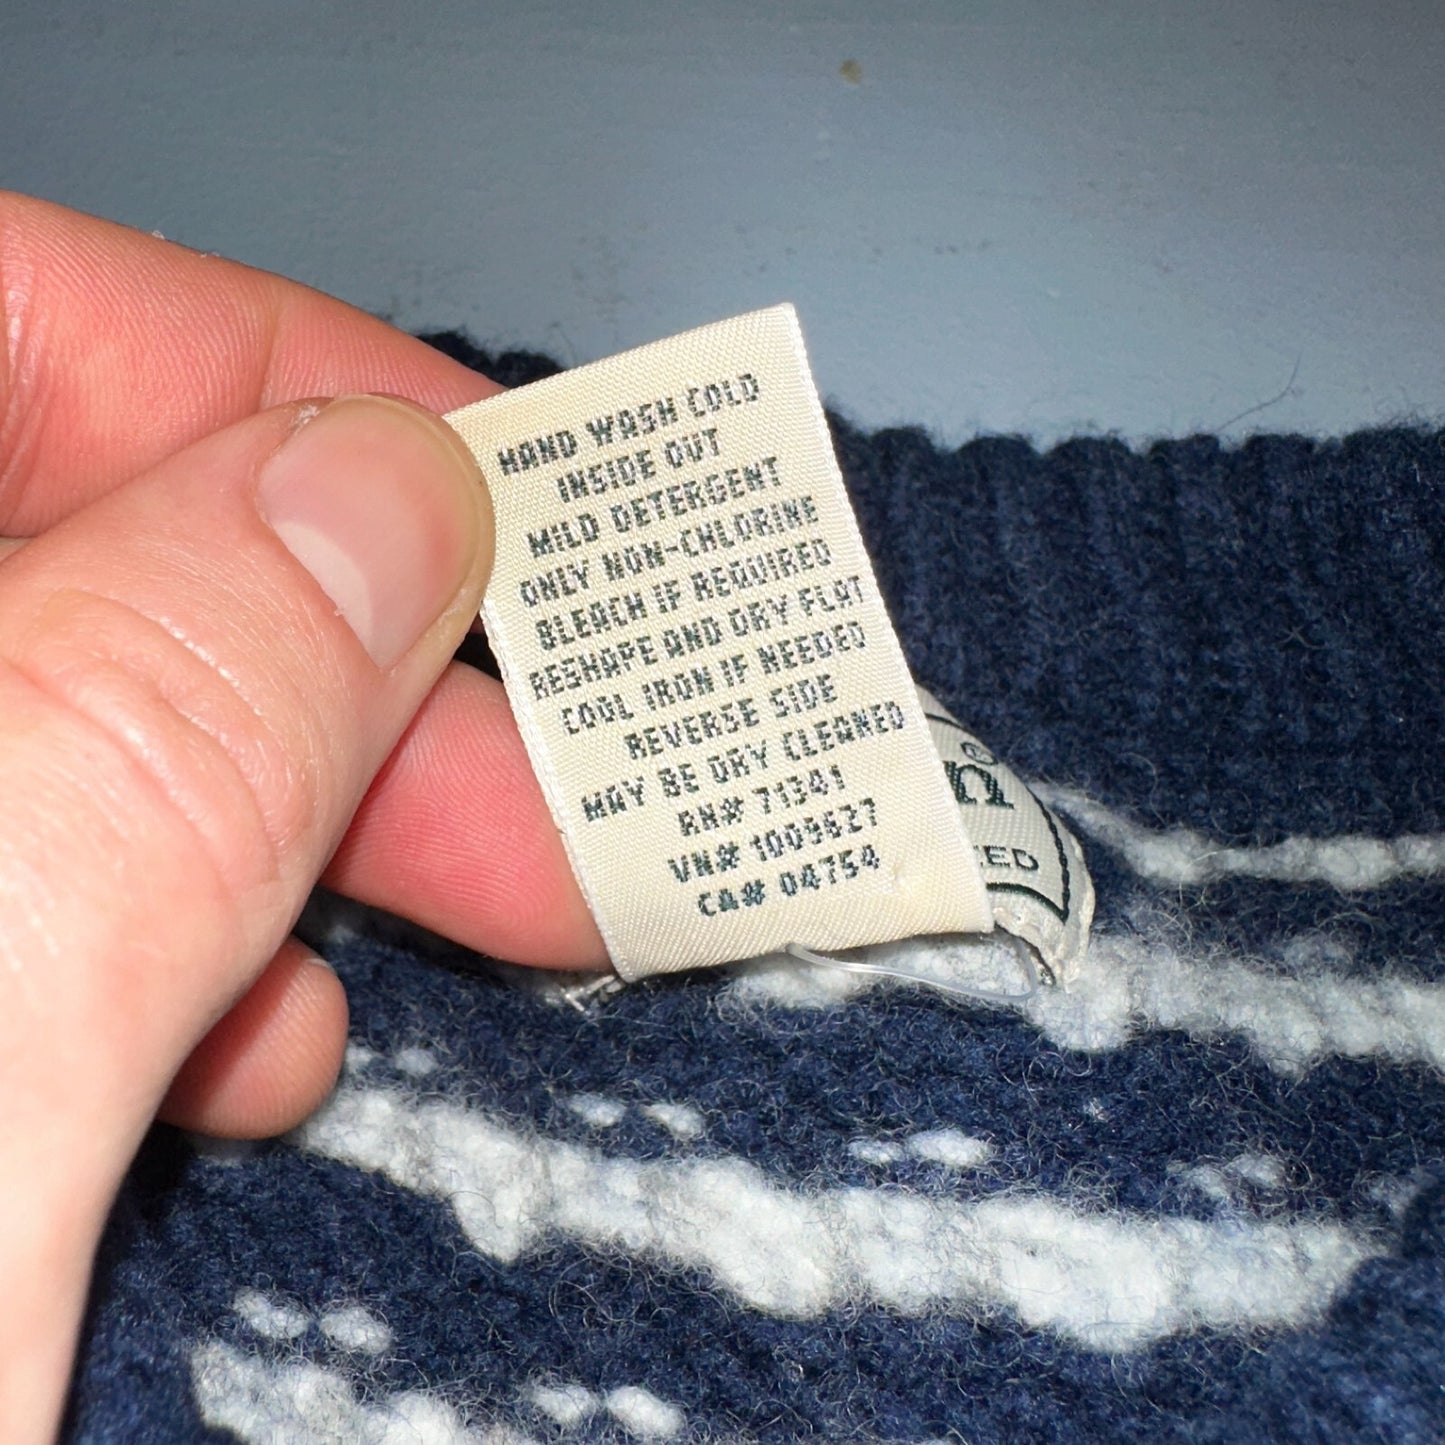 HAND WASH COLD
INSIDE OUT
MILD DETERGENT
ONLY NON-CHLORINE
BLEACH IF REQUIRED
RESHAPE AND DRY FLAT
COOL IRON IF NEEDED
REVERSE SIDE
MAY BE DRY CLEANED
RN# 71341
VN# 1009627
CA# 04754